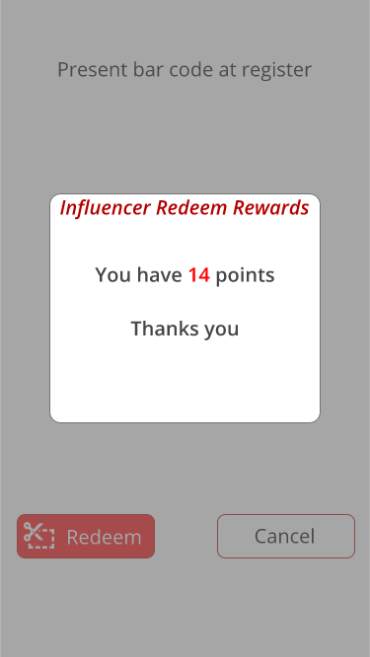 Present bar code at register
Influencer Redeem Rewards
You have 14 points
Thanks you
Redeem
Cancel